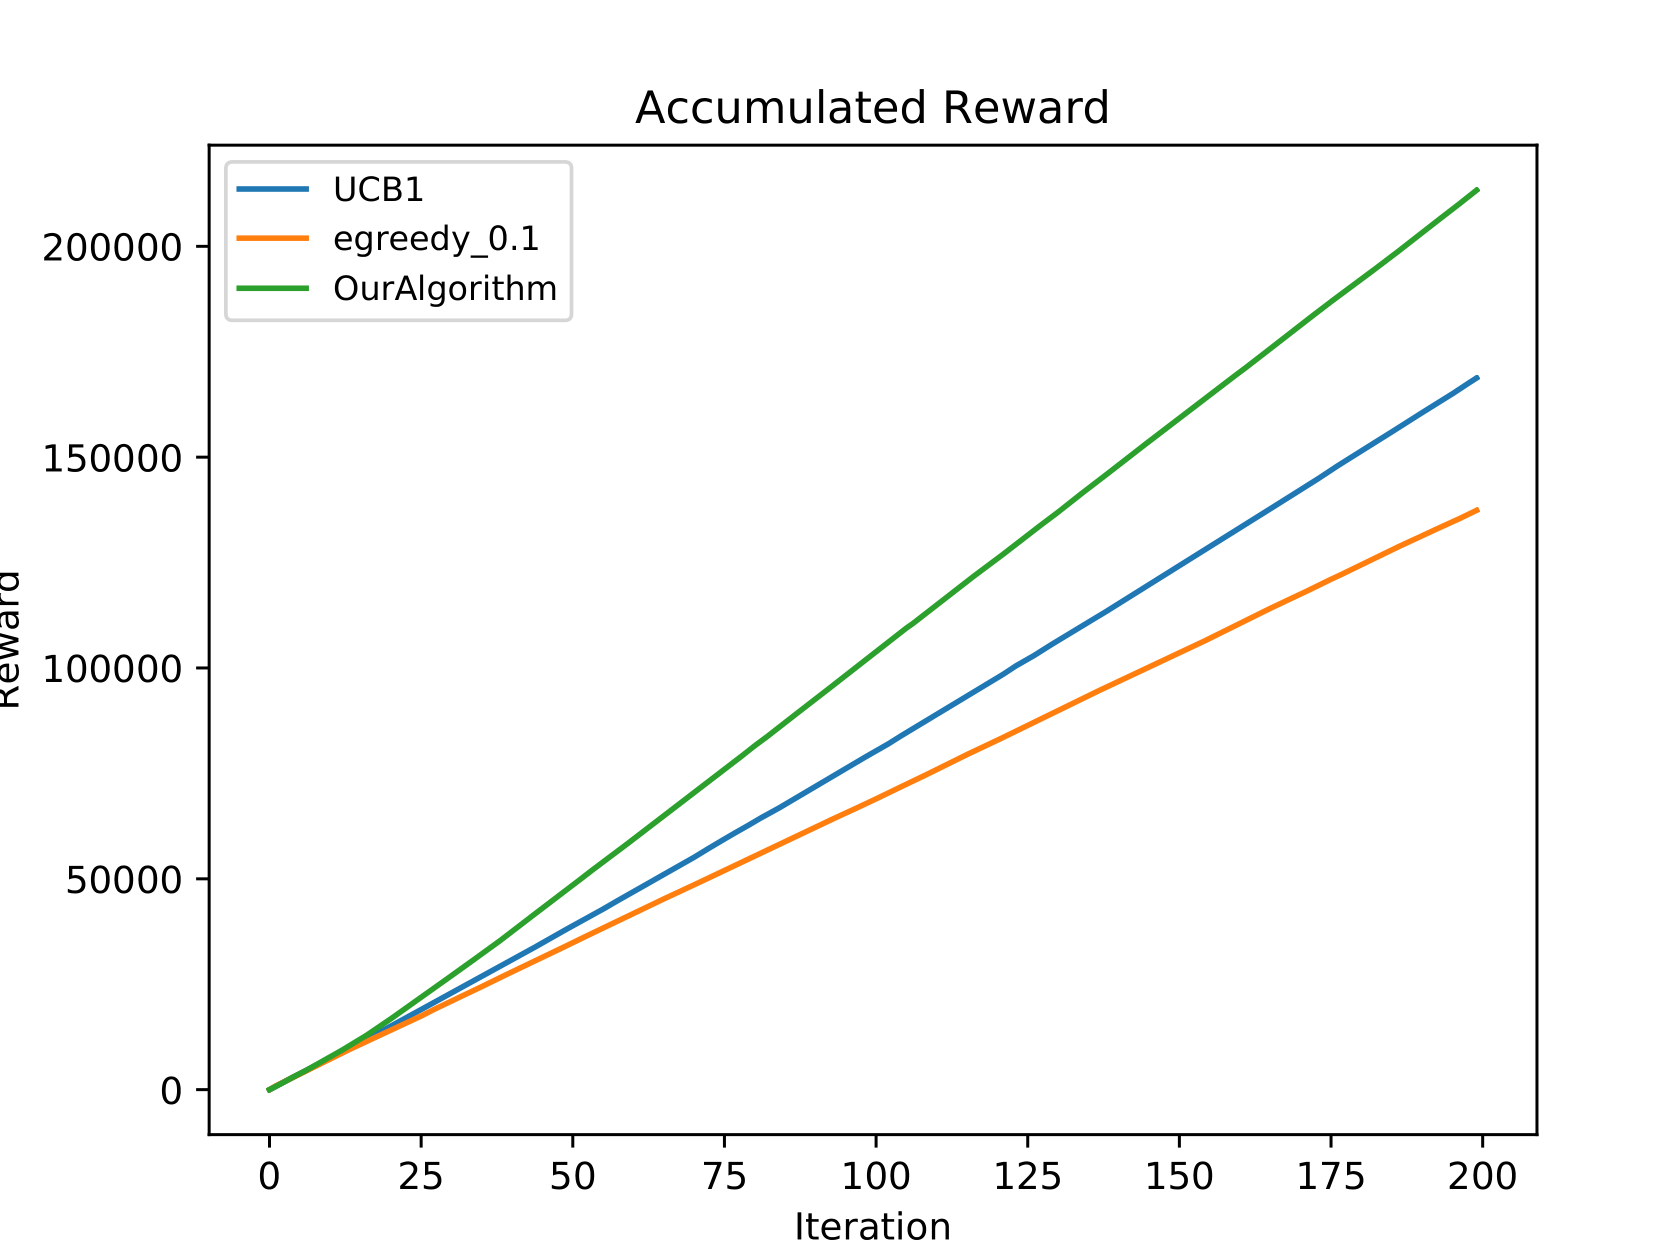 Accumulated Reward
UCB1
egreedy_0.1
OurAlgorithm
200000
150000
100000
50000
0
Reward
0 25 50 75 100 125 150 175 200
Iteration